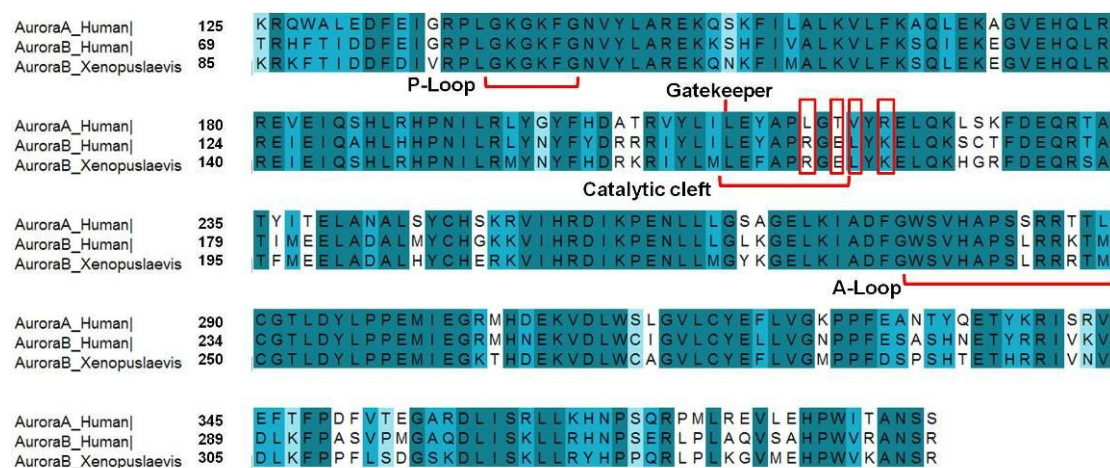 AuroraA_Human| 125 KRQWALEDFEIGRPLGKGKFGNVYLAREKQSKFILALKVLFKAQLEKAGVEHQLR
AuroraB_Human| 69 TRHFTIDDFEIGRPLGKGKFGNVYLAREKKSHFIVALKVLFKSQIEKEGVEHQLR
AuroraB_Xenopuslaevis 85 KRKFTIDDFDIVRPLGKGKFGNVYLAREKQNKFIMALKVLFKSQLEKEGVEHQLR
P-Loop
Gatekeeper
AuroraA_Human| 180 REVEIQSHLRHPNILRLYGYFHDATRVYLILEYAPLGTVYRELQKLSKFDEQRTA
AuroraB_Human| 124 REIEIQAHLHHPNILRLYNYFYDRRRIYLILEYAPRGELYKELQKSCTFDEQRTA
AuroraB_Xenopuslaevis 140 REIEIQSHLRHPNILRMYNYFHDRKRIYLMLEFAPRGELYKELQKHGRFDEQRSA
Catalytic cleft
AuroraA_Human| 235 TYITELANALSYCHSKRVIHRDIKPENLLLGSAGELKIADFGWSVHAPSSRRTTL
AuroraB_Human| 179 TIMEELADALMYCHGKKVIHRDIKPENLLLGLKGELKIADFGWSVHAPSLRRKTM
AuroraB_Xenopuslaevis 195 TFMEELADALHYCHERKVIHRDIKPENLLMGYKGELKIADFGWSVHAPSLRRRTM
A-Loop
AuroraA_Human| 290 CGTLDYLPPEMIEGRMHDEKVDLWSLGVLCYEFLVGKPPFEANTYQETYKRISRV
AuroraB_Human| 234 CGTLDYLPPEMIEGRMHNEKVDLWCIGVLCYELLVGNPPFESASHNETYRRIVKV
AuroraB_Xenopuslaevis 250 CGTLDYLPPEMIEGKTHDEKVDLWCAGVLCYEFLVGMPPFDSPSHTETHRRIVNV
AuroraA_Human| 345 EFTFPDFVTEGARDLISRLLKHNPSQRPMLREVLEHPWITANSS
AuroraB_Human| 289 DLKFPASVPMGAQDLISKLLRHNPSERLPLAQVSAHPWVRANSR
AuroraB_Xenopuslaevis 305 DLKFPPFLSDGSKDLISKLLRYHPPQRLPLKGVMEHPWVKANSR